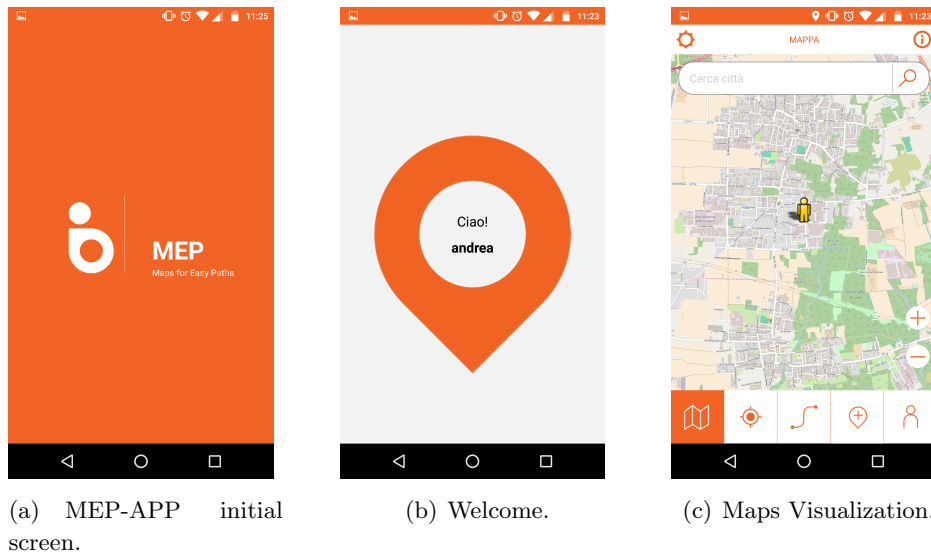 11:25
MEP
Maps for Easy Paths
(a) MEP-APP initial
screen.
11:23
Ciao!
andrea
(b) Welcome.
11:23
MAPPA
Cerca città
(c) Maps Visualization.